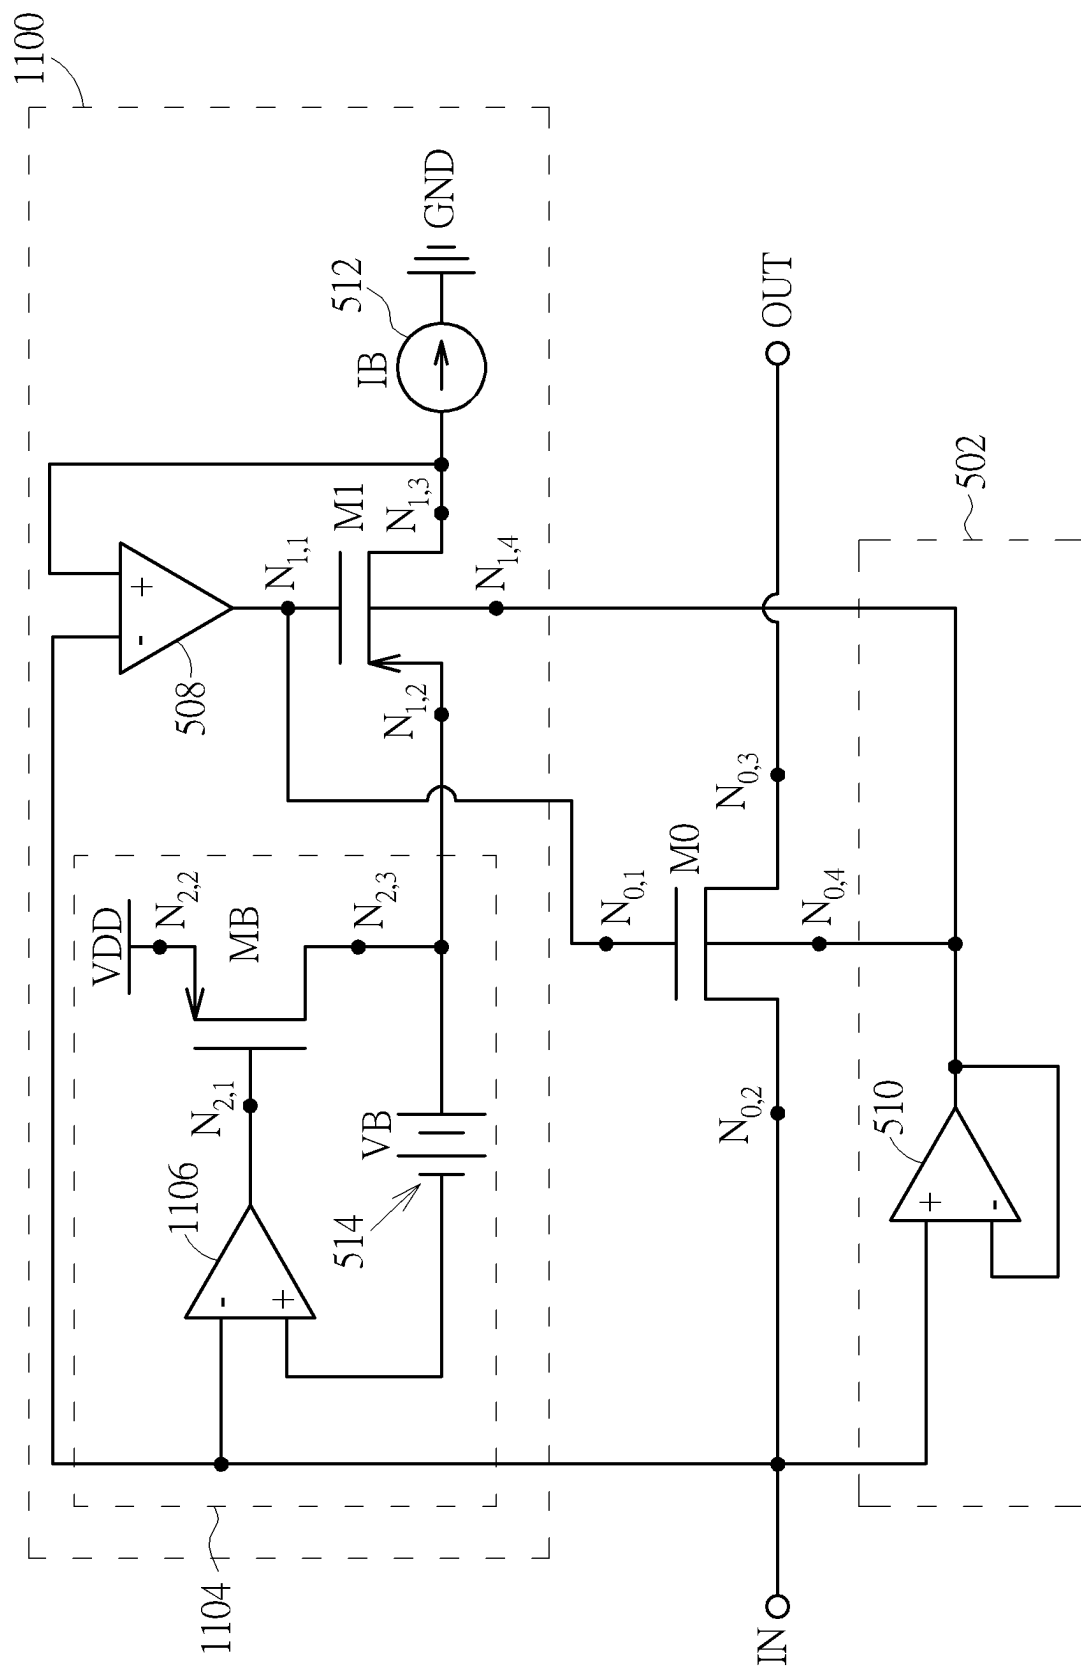 1100
VDD
N2,2
MB
N2,3
N2,1
1106
VB
514
1104
508
+
-
N1,1
M1
N1,2
N1,3
N1,4
IB
512
GND
-
+
N0,1
M0
N0,2
N0,3
N0,4
IN
OUT
502
510
+
-